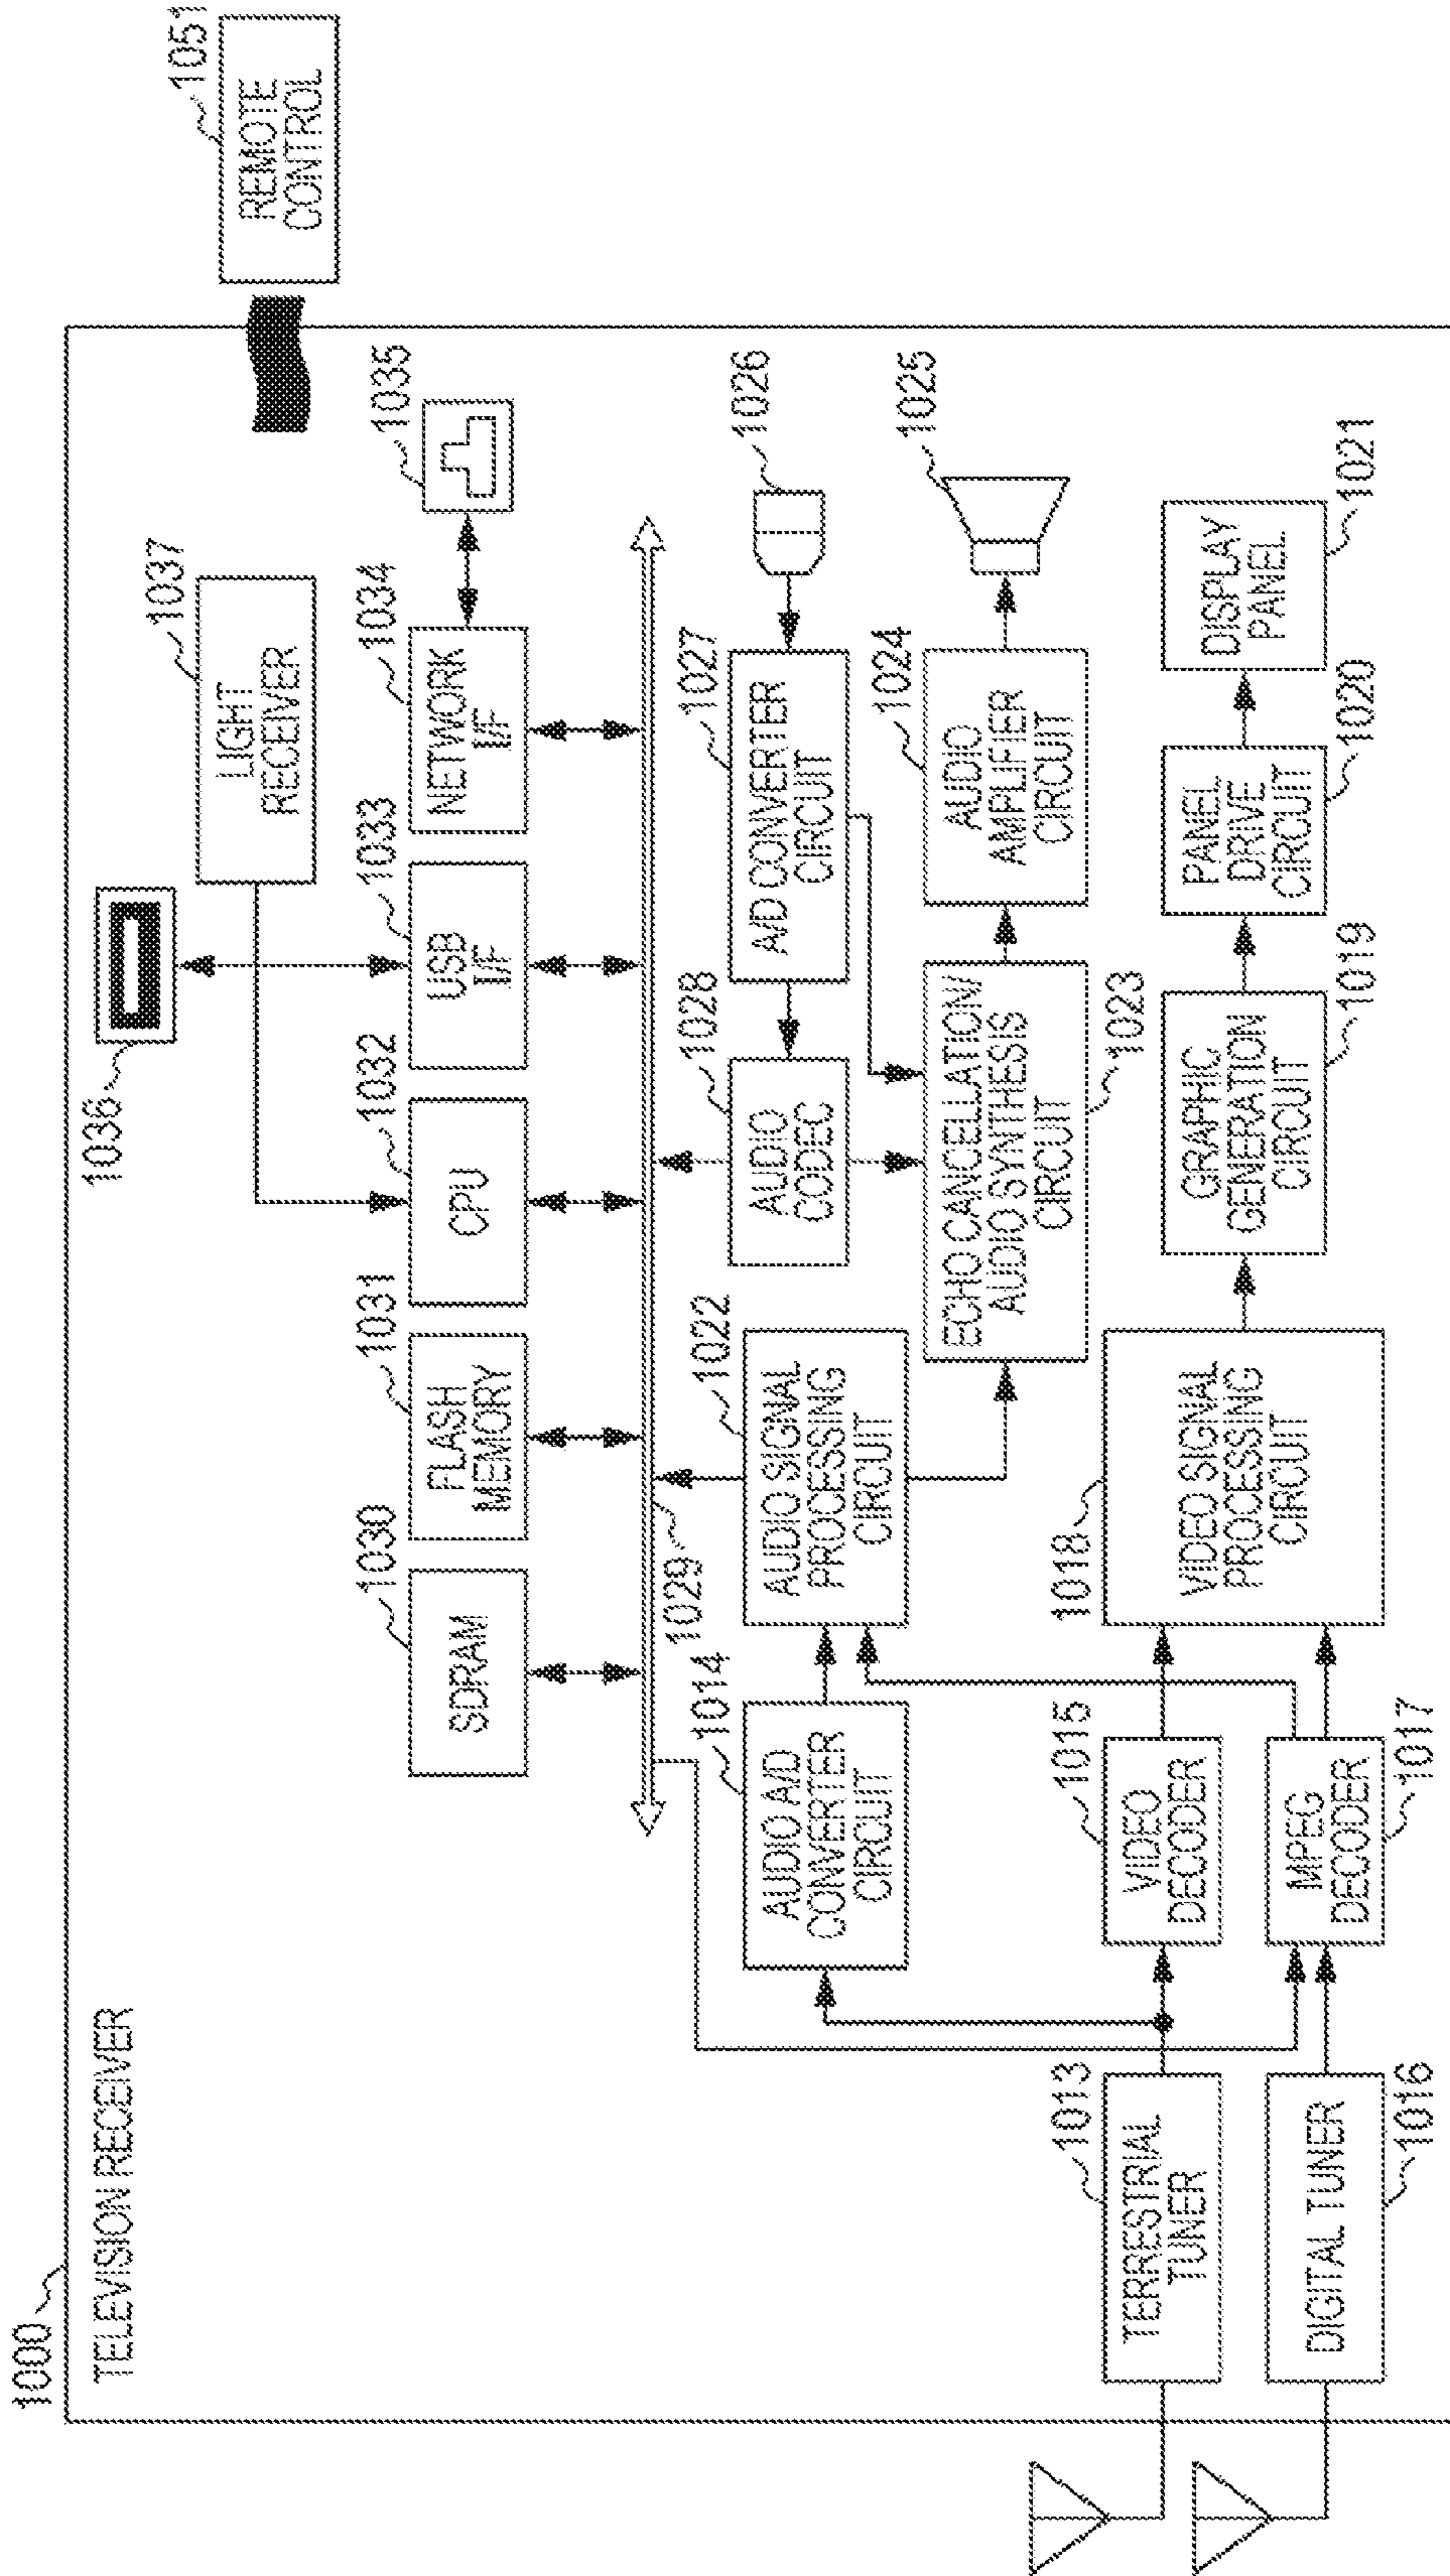 1000
TELEVISION RECEIVER
1051
REMOTE
CONTROL
1036
1037
LIGHT
RECEIVER
1030
SDRAM
1031
FLASH
MEMORY
1032
CPU
1033
USB
I/F
1034
NETWORK
I/F
1035
1029
1014
AUDIO A/D
CONVERTER
CIRCUIT
1022
AUDIO SIGNAL
PROCESSING
CIRCUIT
1028
AUDIO
CODEC
1027
A/D CONVERTER
CIRCUIT
1026
ECHO CANCELLATION/
AUDIO SYNTHESIS
CIRCUIT
1023
1024
AUDIO
AMPLIFIER
CIRCUIT
1025
1013
TERRESTRIAL
TUNER
1015
VIDEO
DECODER
1018
VIDEO SIGNAL
PROCESSING
CIRCUIT
GRAPHIC
GENERATION
CIRCUIT
1019
PANEL
DRIVE
CIRCUIT
1020
DISPLAY
PANEL
1021
DIGITAL TUNER
1016
MPEG
DECODER
1017